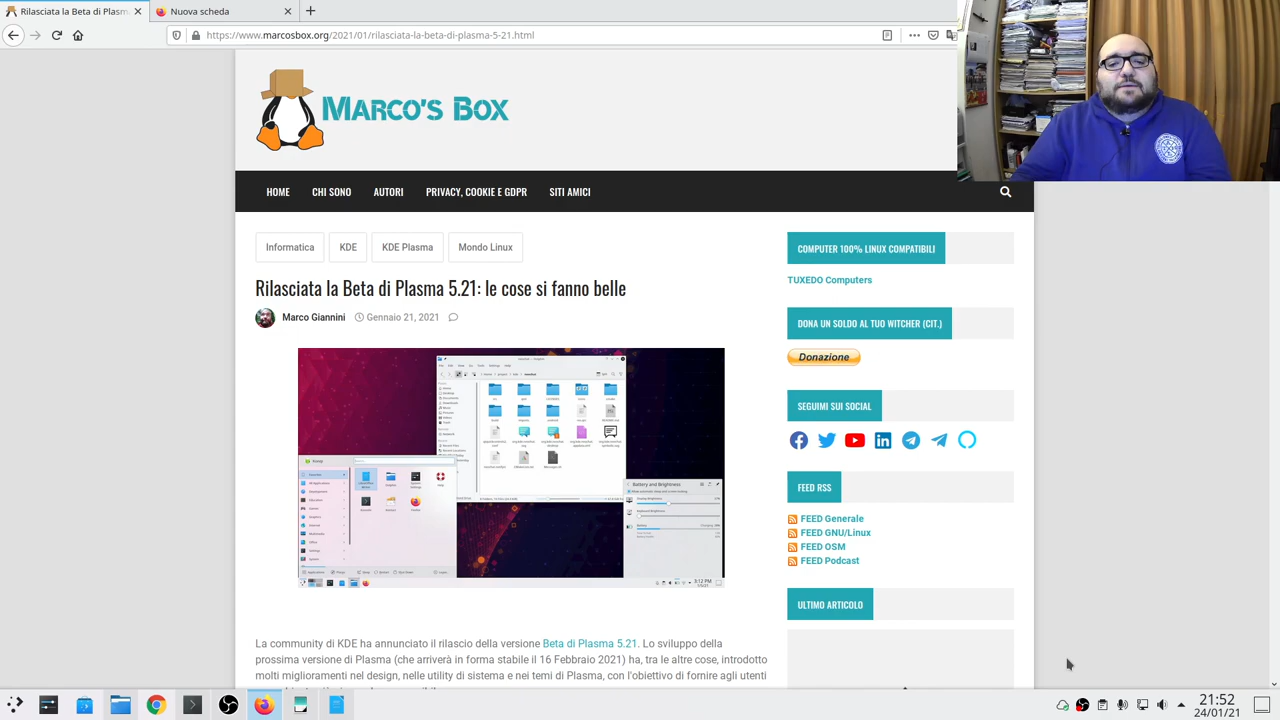 Rilasciata la Beta di Plasm
Nuova scheda
https://www.marcosbox.org
rilasciata-la-beta-di-plasma-5-21.html
MARCO'S BOX
HOME
CHI SONO
AUTORI
PRIVACY, COOKIE E GDPR
SITI AMICI
Informatica
KDE
KDE Plasma
Mondo Linux
Rilasciata la Beta di Plasma 5.21: le cose si fanno belle
Marco Giannini
Gennaio 21, 2021
La community di KDE ha annunciato il rilascio della versione Beta di Plasma 5.21. Lo sviluppo della
prossima versione di Plasma (che arriverà in forma stabile il 16 Febbraio 2021) ha, tra le altre cose, introdotto
molti miglioramenti nel design, nelle utility di sistema e nei temi di Plasma, con l'obiettivo di fornire agli utenti
COMPUTER 100% LINUX COMPATIBILI
TUXEDO Computers
DONA UN SOLDO AL TUO WITCHER (CIT.)
Donazione
SEGUIMI SUI SOCIAL
FEED RSS
FEED Generale
FEED GNU/Linux
FEED OSM
FEED Podcast
ULTIMO ARTICOLO
Battery and Brightness
3:12 PM
21:52
24/01/21